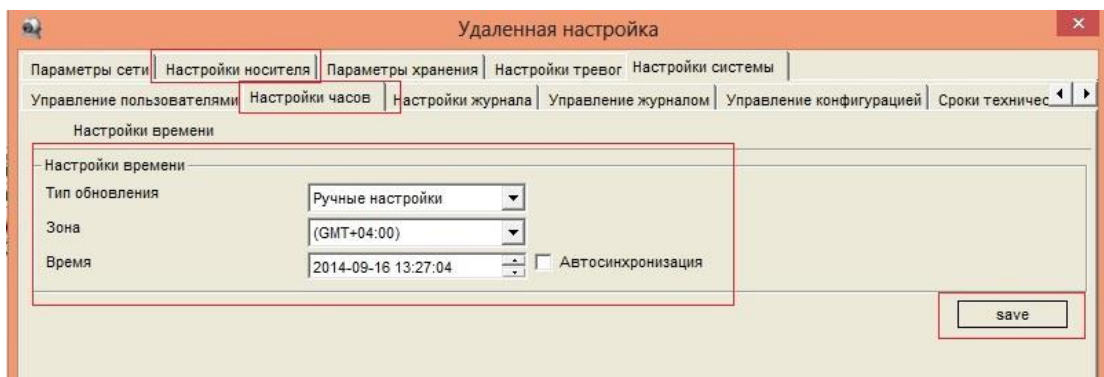 Удаленная настройка
Параметры сети Настройки носителя Параметры хранения Настройки тревог Настройки системы
Управление пользователями Настройки часов Настройки журнала Управление журналом Управление конфигурацией Сроки техничес
Настройки времени
Настройки времени
Тип обновления Ручные настройки
Зона (GMT+04:00)
Время 2014-09-16 13:27:04 Автосинхронизация
save